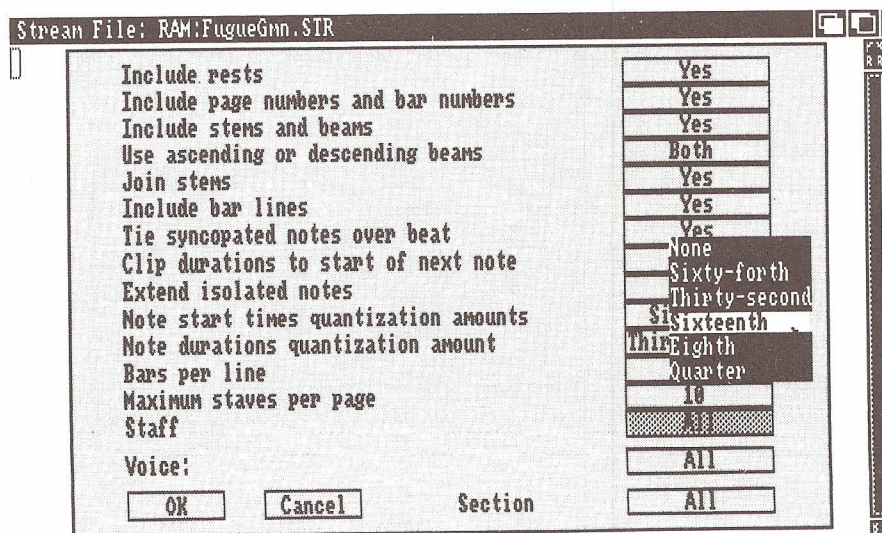 Stream File: RAM:FugueGmn.STR
Include rests Yes
Include page numbers and bar numbers Yes
Include stems and beams Yes
Use ascending or descending beams Both
Join stems Yes
Include bar lines Yes
Tie syncopated notes over beat Yes
None
Clip durations to start of next note
Sixty-forth
Extend isolated notes
Thirty-second
Note start times quantization amounts Si
Sixteenth
Note durations quantization amount Thir
Eighth
Bars per line
Quarter
Maximum staves per page 10
Staff All
Voice: All
OK Cancel Section All